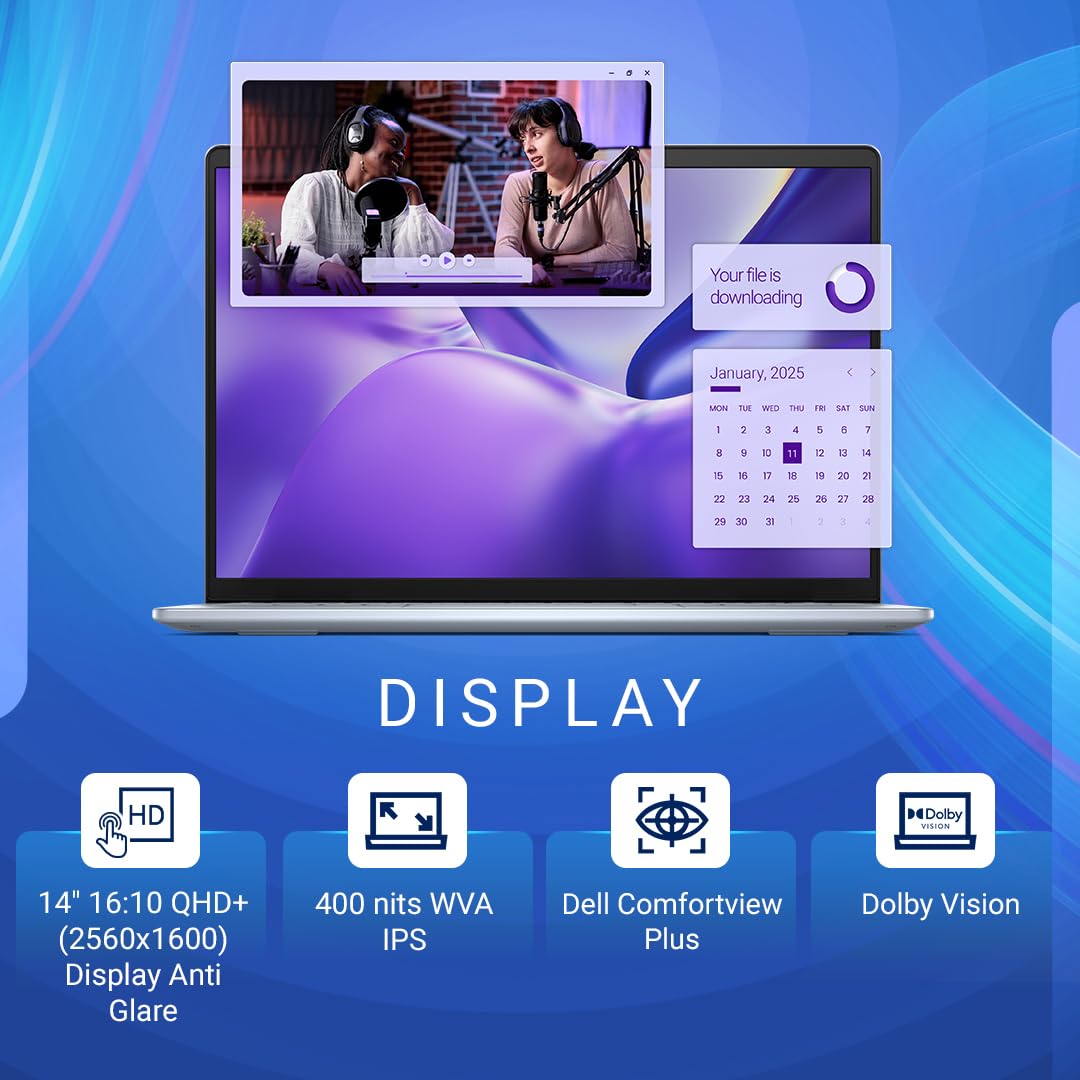 Your file is
downloading
January, 2025
MON TUE WED THU FRI SAT SUN
1 2 3 4 5 6 7
8 9 10 11 12 13 14
15 16 17 18 19 20 21
22 23 24 25 26 27 28
29 30 31 1 2 3 4
DISPLAY
HD
Dolby
VISION
14" 16:10 QHD+
(2560x1600)
Display Anti
Glare
400 nits WVA
IPS
Dell Comfortview
Plus
Dolby Vision